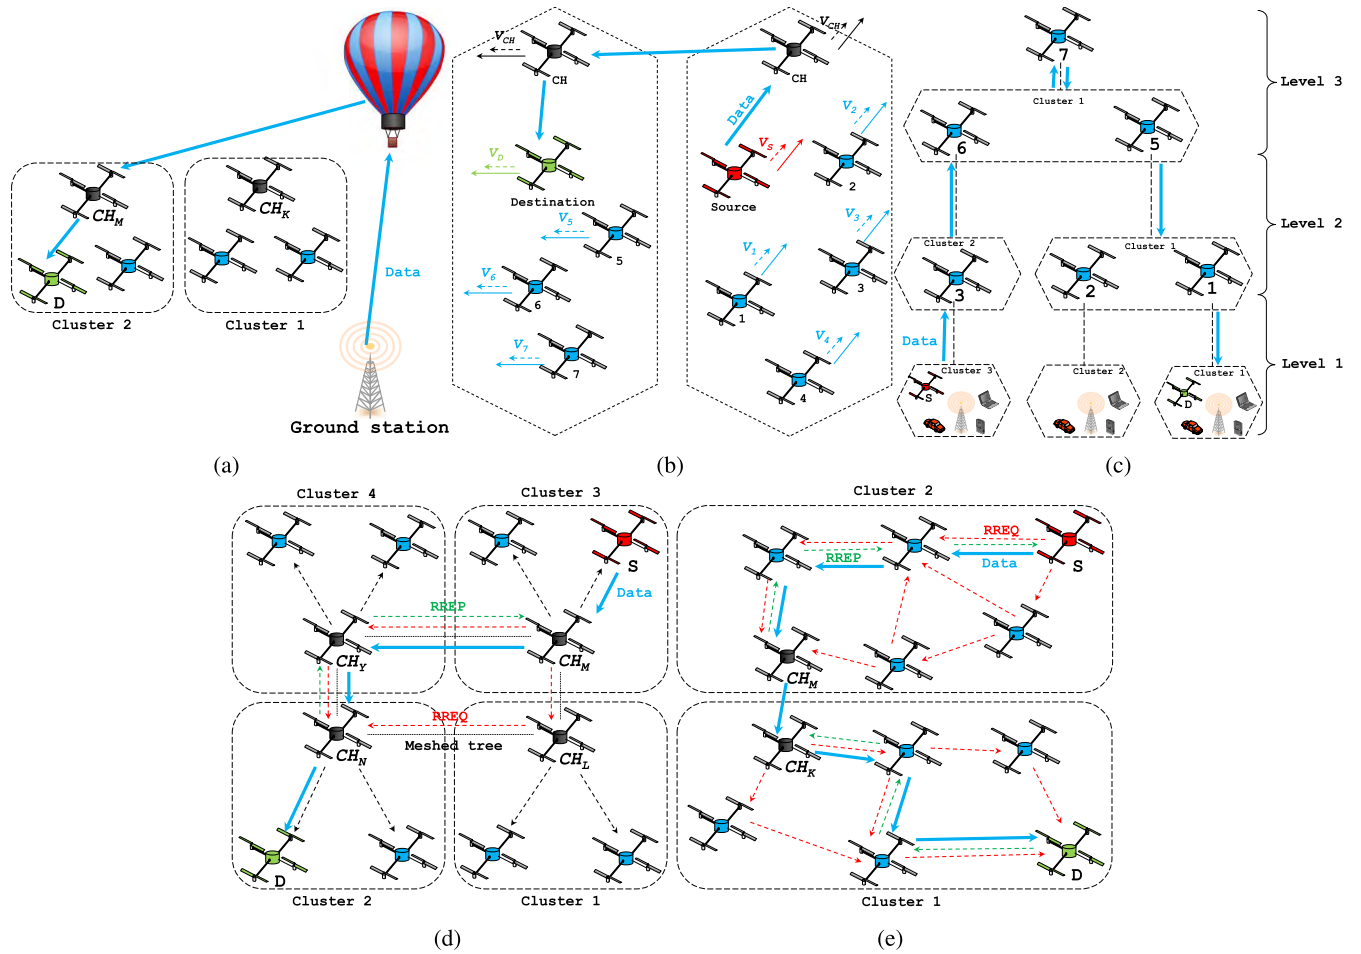 CH_M
D
Cluster 2
CH_K
Cluster 1
Data
Ground station
(a)
V_CH
CH
V_D
Destination
V_5
5
V_6
6
V_7
7
V_CH
CH
Data
V_S
Source
V_2
2
V_3
3
V_1
1
V_4
4
(b)
7
Cluster 1
6
5
Level 3
Cluster 2
3
Cluster 1
2
1
Level 2
Data
Cluster 3
S
Cluster 2
Cluster 1
D
Level 1
(c)
Cluster 4
Cluster 3
S
Data
RREP
CH_Y
CH_M
RREQ
Meshed tree
CH_N
CH_L
D
Cluster 2
Cluster 1
(d)
Cluster 2
RREQ
RREP
Data
S
CH_M
CH_K
D
Cluster 1
(e)